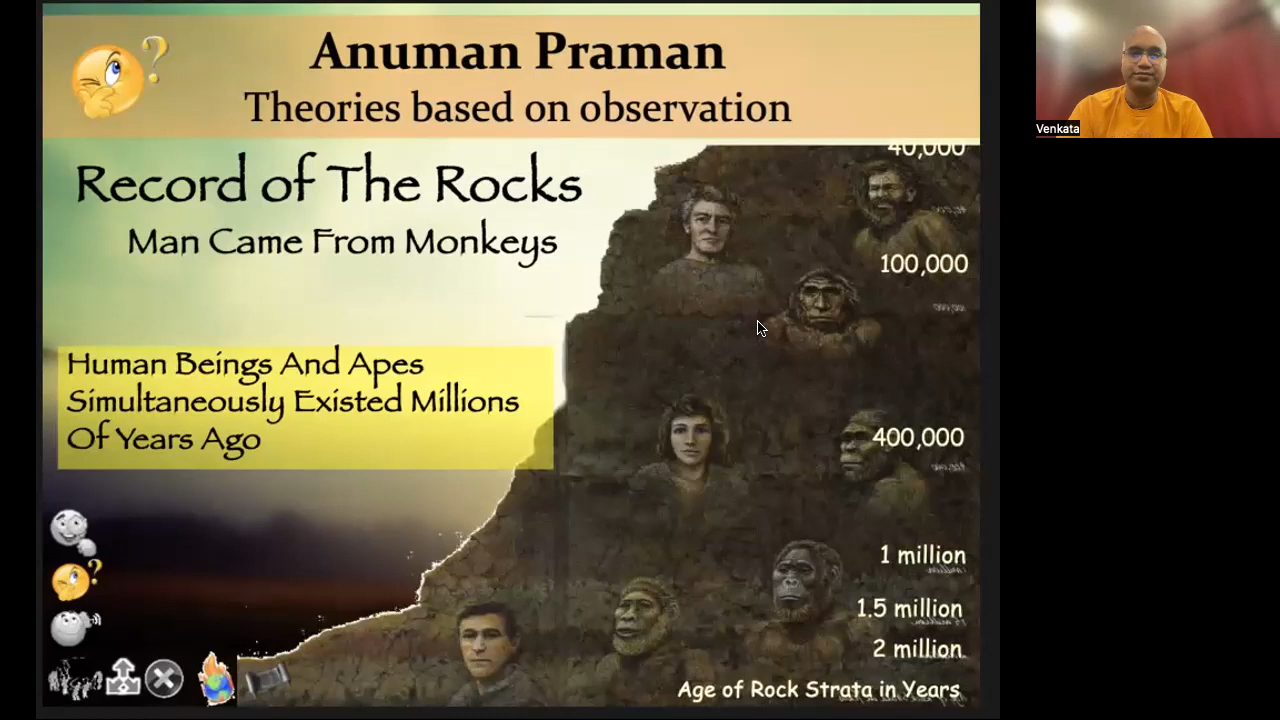 Anuman Praman
Theories based on observation
Record of The Rocks
Man Came From Monkeys
Human Beings And Apes
Simultaneously Existed Millions
Of Years Ago
40,000
100,000
400,000
1 million
1.5 million
2 million
Age of Rock Strata in Years
Venkata